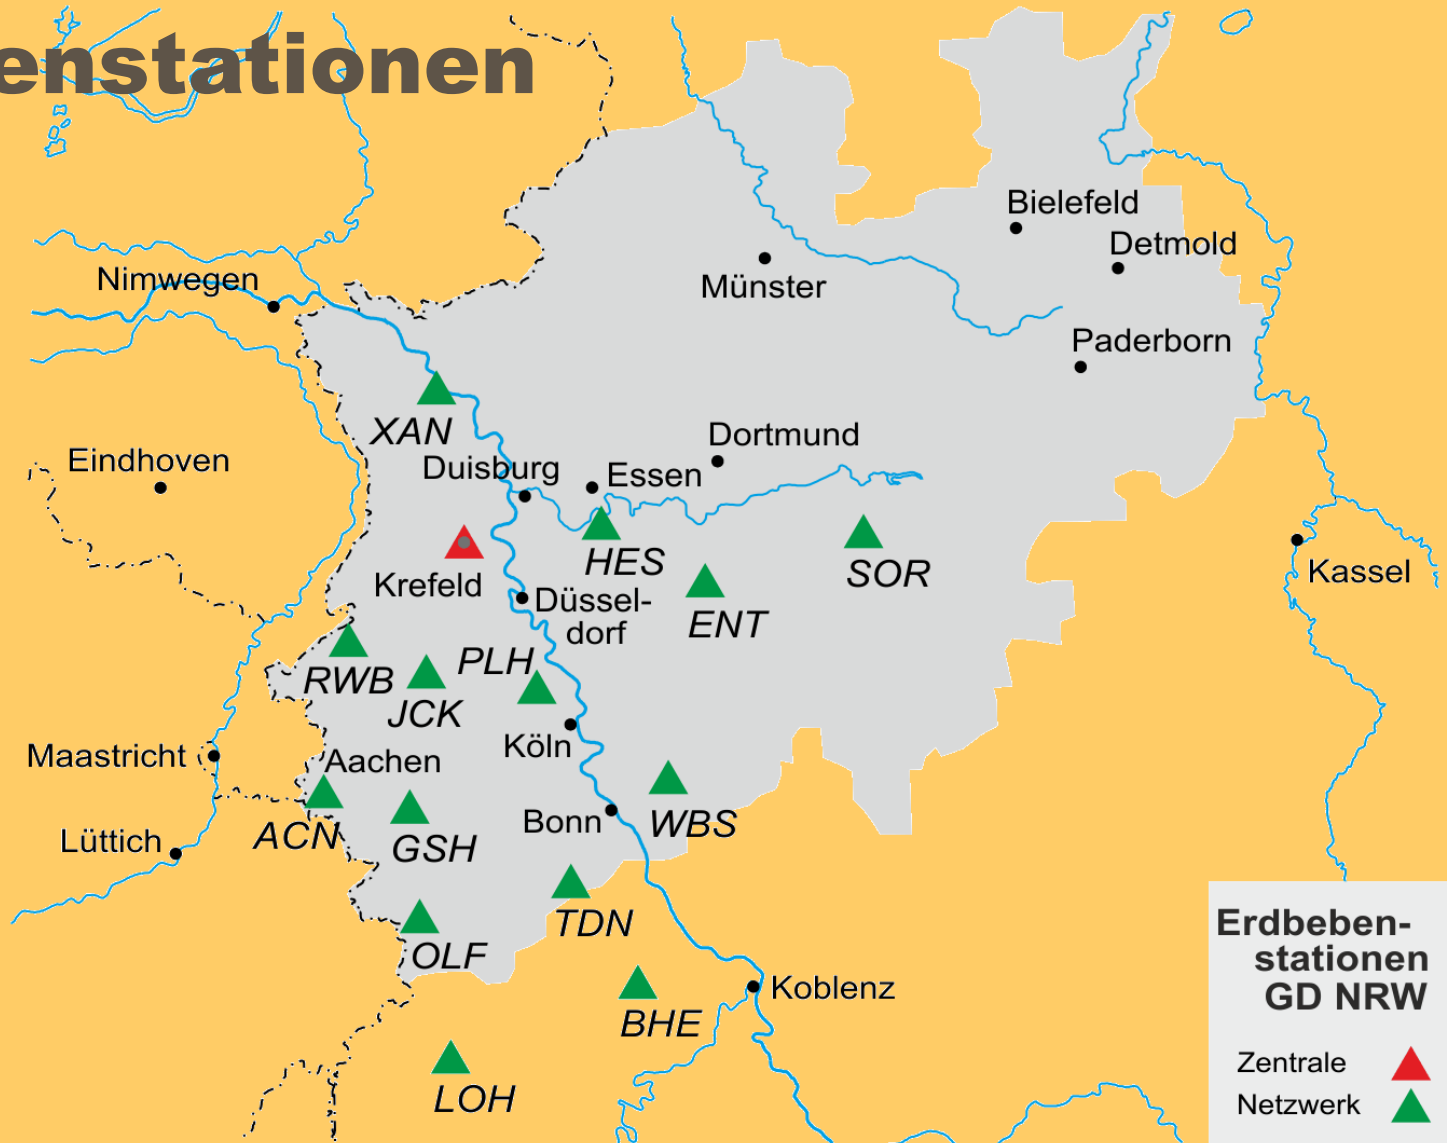 enstationen
Bielefeld
Detmold
Nimwegen
Münster
Paderborn
XAN
Dortmund
Eindhoven
Duisburg
Essen
HES
SOR
Kassel
Krefeld
Düssel-
dorf
ENT
RWB
PLH
JCK
Köln
Maastricht
Aachen
ACN
Bonn
WBS
Lüttich
GSH
TDN
OLF
Koblenz
BHE
LOH
Erdbeben-
stationen
GD NRW
Zentrale
Netzwerk